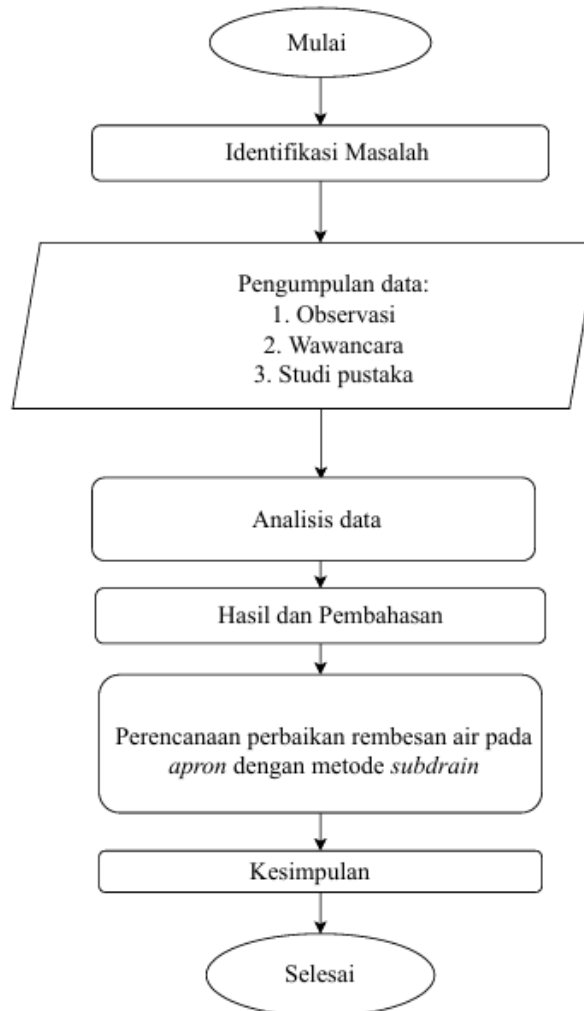 Mulai
Identifikasi Masalah
Pengumpulan data:
1. Observasi
2. Wawancara
3. Studi pustaka
Analisis data
Hasil dan Pembahasan
Perencanaan perbaikan rembesan air pada
apron dengan metode subdrain
Kesimpulan
Selesai